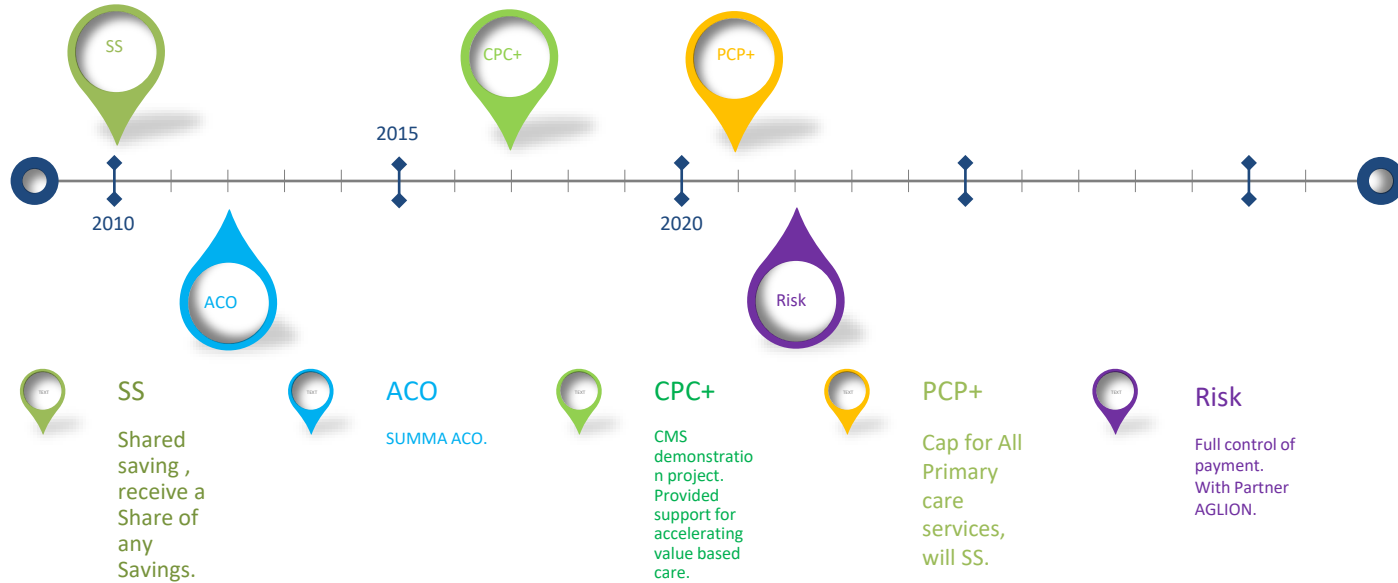 SS
CPC+
PCP+
2015
2010
2020
ACO
Risk
SS
Shared
saving ,
receive a
Share of
any
Savings.
ACO
SUMMA ACO.
CPC+
CMS
demonstratio
n project.
Provided
support for
accelerating
value based
care.
PCP+
Cap for All
Primary
care
services,
will SS.
Risk
Full control of
payment.
With Partner
AGLION.